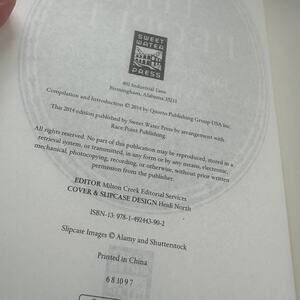 SWEET
WATER
PRESS
402 Industrial Lane
Birmingham, Alabama 35211
Compilation and Introduction © 2014 by Quarto Publishing Group USA Inc.
This 2014 edition published by Sweet Water Press by arrangement with
Race Point Publishing.
All rights reserved. No part of this publication may be reproduced, stored in a
retrieval system, or transmitted, in any form or by any means, electronic,
mechanical, photocopying, recording, or otherwise, without prior written
permission from the publisher.
EDITOR Milton Creek Editorial Services
COVER & SLIPCASE DESIGN Heidi North
ISBN-13: 978-1-492443-90-2
Slipcase Images © Alamy and Shutterstock
Printed in China
6 8 10 9 7